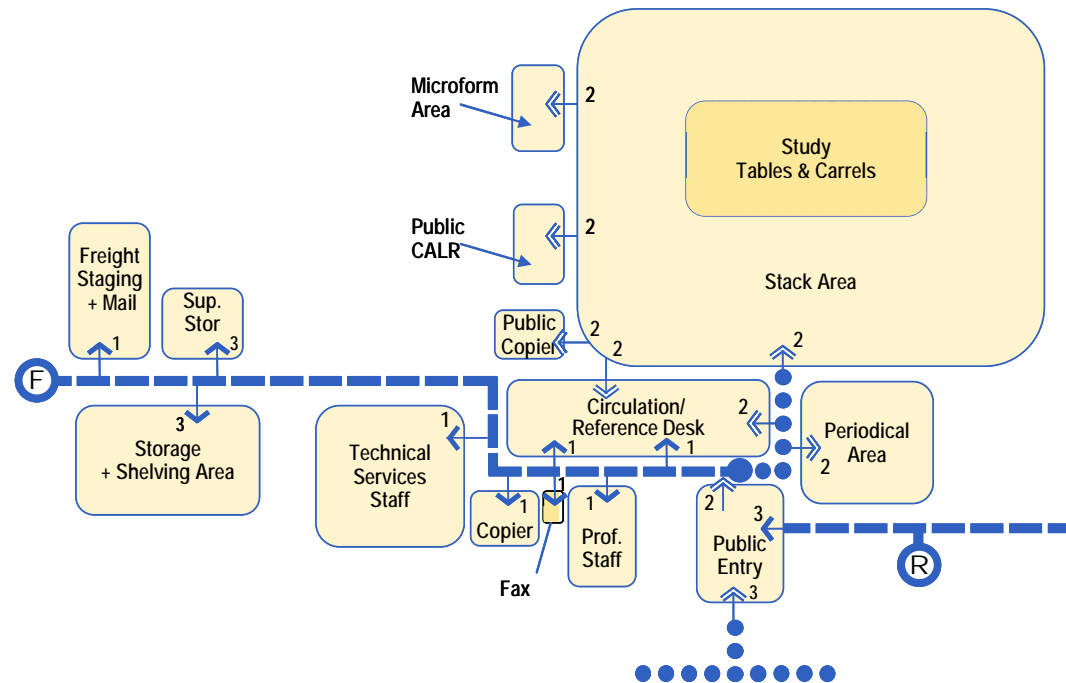 Microform
Area
2
Study
Tables & Carrels
Public
CALR
2
Stack Area
Freight
Staging
+ Mail
1
Sup.
Stor
3
Public
Copier
2
2
2
F
3
Storage
+ Shelving Area
1
Technical
Services
Staff
Circulation/
Reference Desk
2
1
1
Periodical
Area
2
1
Copier
1
Fax
1
Prof.
Staff
2
3
Public
Entry
3
R